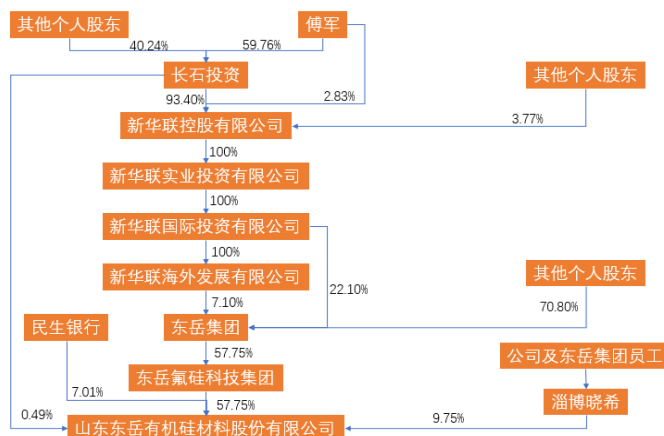 其他个人股东
傅军
40.24%
59.76%
长石投资
其他个人股东
93.40%
2.83%
新华联控股有限公司
3.77%
100%
新华联实业投资有限公司
100%
新华联国际投资有限公司
100%
新华联海外发展有限公司
其他个人股东
22.10%
7.10%
70.80%
民生银行
东岳集团
57.75%
公司及东岳集团员工
东岳氟硅科技集团
7.01%
淄博晓希
57.75%
0.49%
9.75%
山东东岳有机硅材料股份有限公司